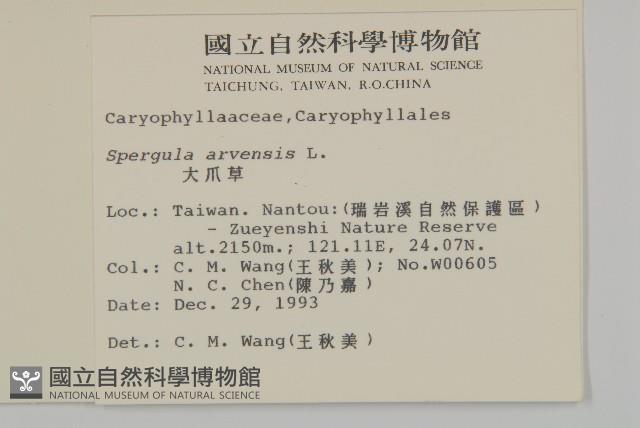 國立自然科學博物館
NATIONAL MUSEUM OF NATURAL SCIENCE
TAICHUNG, TAIWAN, R.O.CHINA
Caryophyllaaceae,Caryophyllales
Spergula arvensis L.
大爪草
Loc.: Taiwan. Nantou:(瑞岩溪自然保護區)
- Zueyenshi Nature Reserve
alt.2150m.; 121.11E, 24.07N.
Col.: C. M. Wang(王秋美); No.W00605
N. C. Chen(陳乃嘉)
Date: Dec. 29, 1993
Det.: C. M. Wang(王秋美)
國立自然科學博物館
NATIONAL MUSEUM OF NATURAL SCIENCE